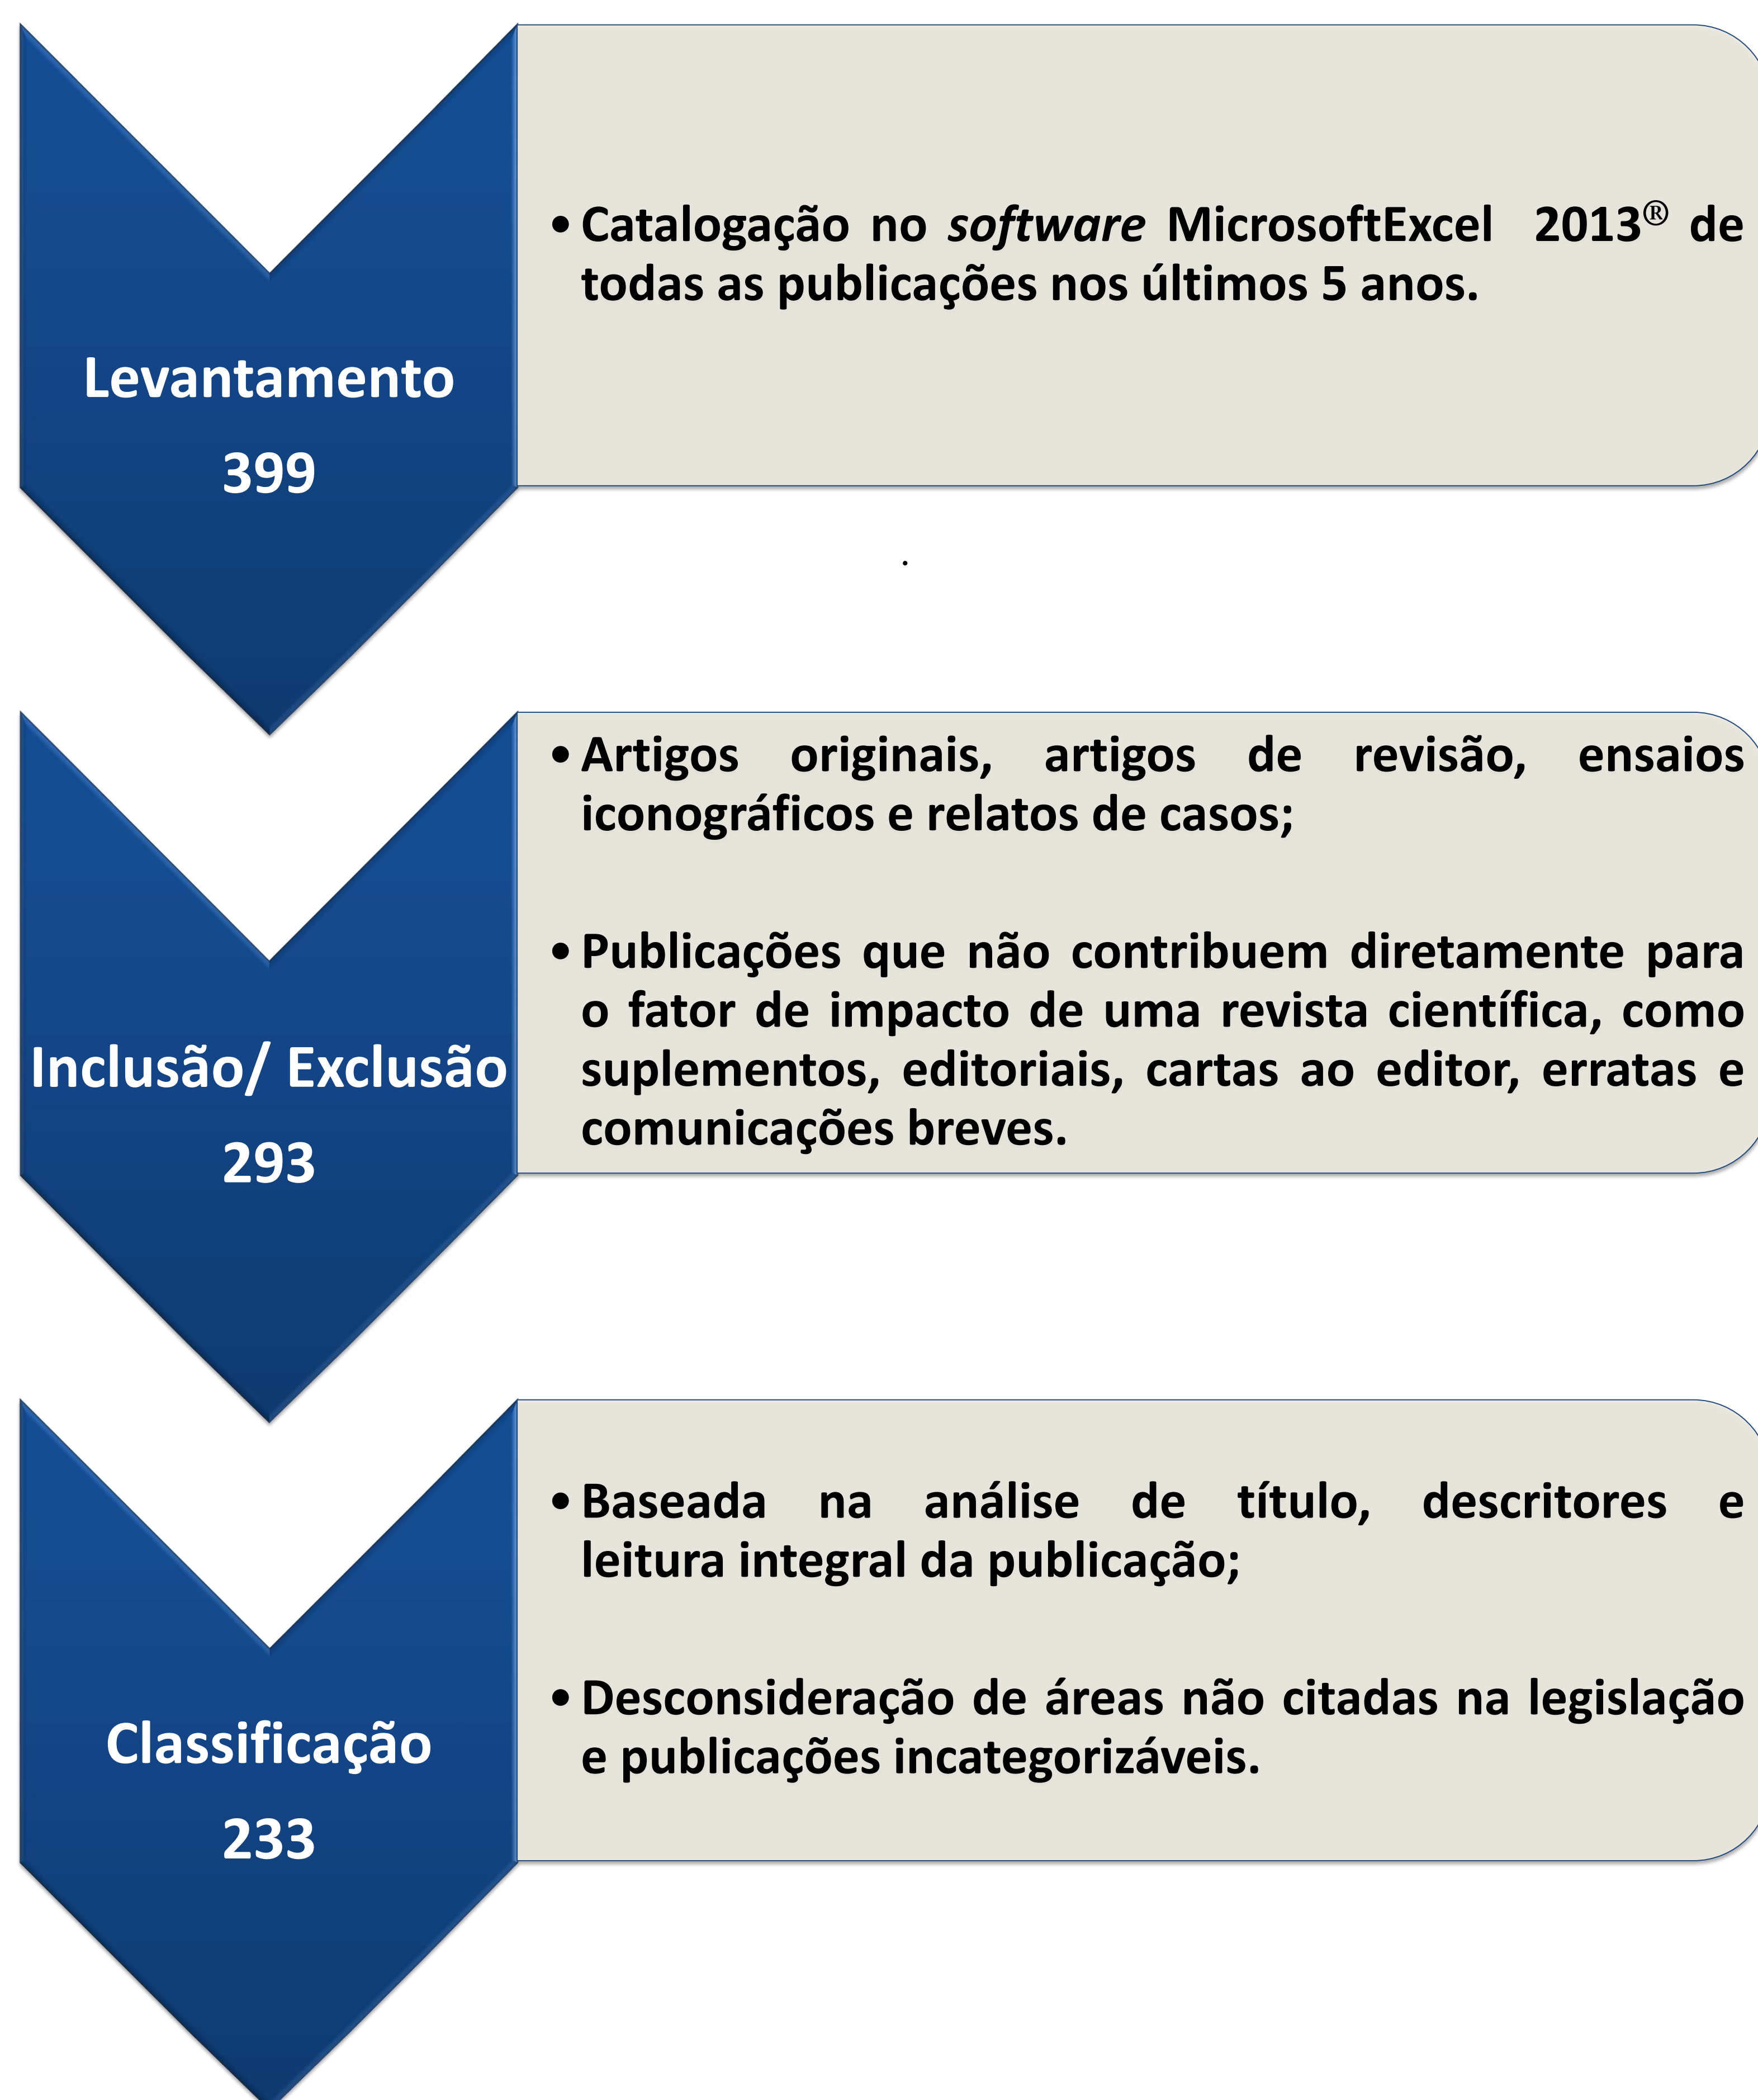 Levantamento
399
• Catalogação no software MicrosoftExcel 2013® de
todas as publicações nos últimos 5 anos.
.
Inclusão/ Exclusão
293
• Artigos originais, artigos de revisão, ensaios
iconográficos e relatos de casos;
• Publicações que não contribuem diretamente para
o fator de impacto de uma revista científica, como
suplementos, editoriais, cartas ao editor, erratas e
comunicações breves.
Classificação
233
• Baseada na análise de título, descritores e
leitura integral da publicação;
• Desconsideração de áreas não citadas na legislação
e publicações incategorizáveis.